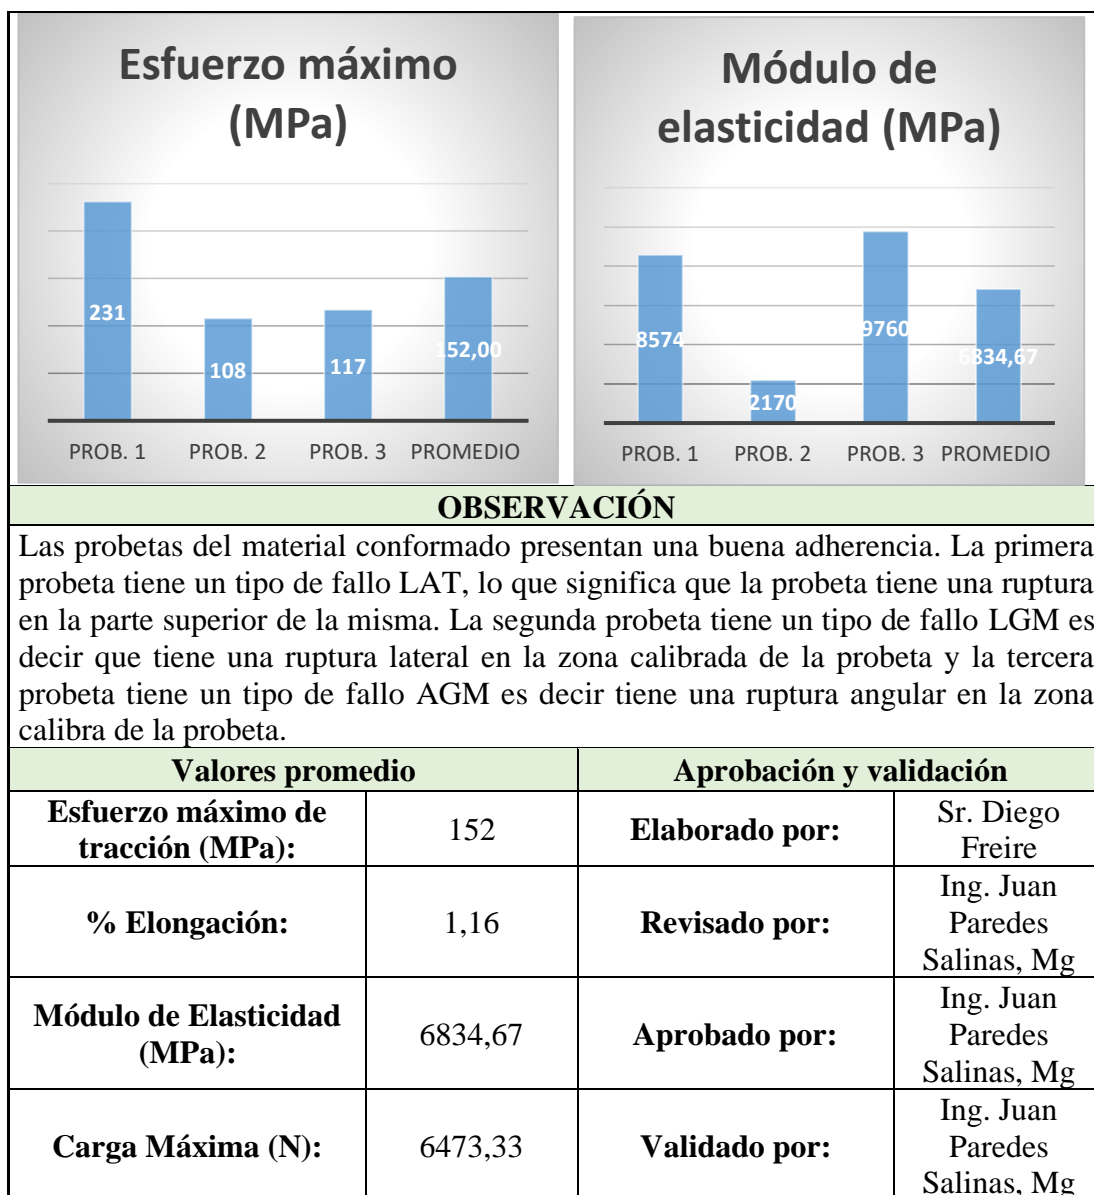 Esfuerzo máximo
(MPa)
231
108
117
152,00
PROB. 1 PROB. 2 PROB. 3 PROMEDIO
Módulo de
elasticidad (MPa)
8574
2170
9760
6834,67
PROB. 1 PROB. 2 PROB. 3 PROMEDIO
OBSERVACIÓN
Las probetas del material conformado presentan una buena adherencia. La primera
probeta tiene un tipo de fallo LAT, lo que significa que la probeta tiene una ruptura
en la parte superior de la misma. La segunda probeta tiene un tipo de fallo LGM es
decir que tiene una ruptura lateral en la zona calibrada de la probeta y la tercera
probeta tiene un tipo de fallo AGM es decir tiene una ruptura angular en la zona
calibra de la probeta.
Valores promedio
Aprobación y validación
Esfuerzo máximo de
tracción (MPa):
152
Elaborado por:
Sr. Diego
Freire
% Elongación:
1,16
Revisado por:
Ing. Juan
Paredes
Salinas, Mg
Módulo de Elasticidad
(MPa):
6834,67
Aprobado por:
Ing. Juan
Paredes
Salinas, Mg
Carga Máxima (N):
6473,33
Validado por:
Ing. Juan
Paredes
Salinas, Mg